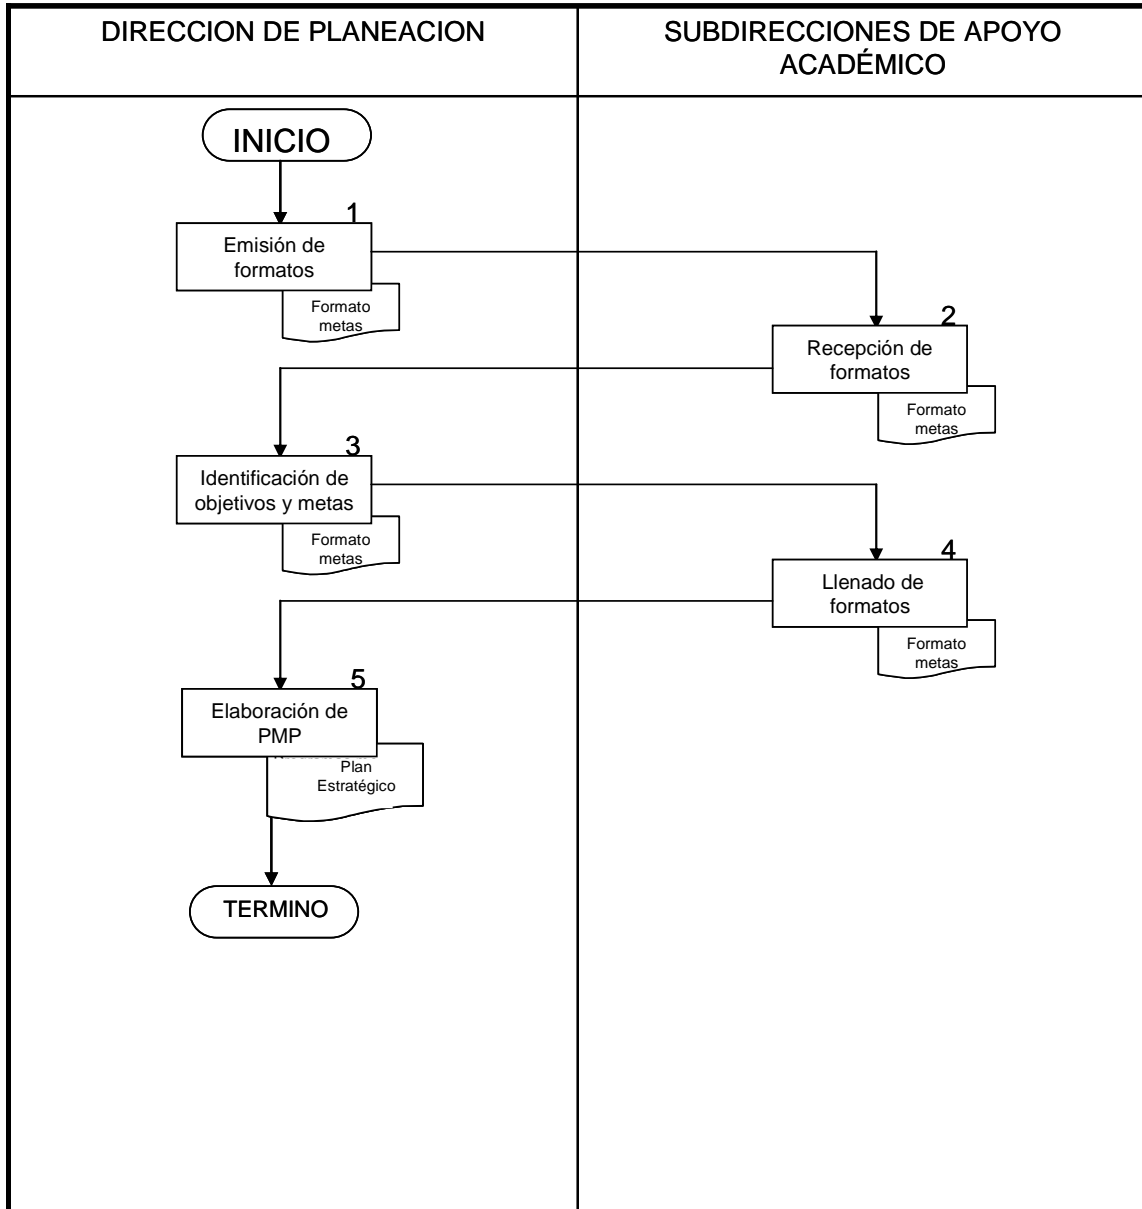 DIRECCION DE PLANEACION
SUBDIRECCIONES DE APOYO
ACADÉMICO
INICIO
1
Emisión de
formatos
Formato
metas
2
Recepción de
formatos
Formato
metas
3
Identificación de
objetivos y metas
Formato
metas
4
Llenado de
formatos
Formato
metas
5
Elaboración de
PMP
Plan
Estratégico
TERMINO